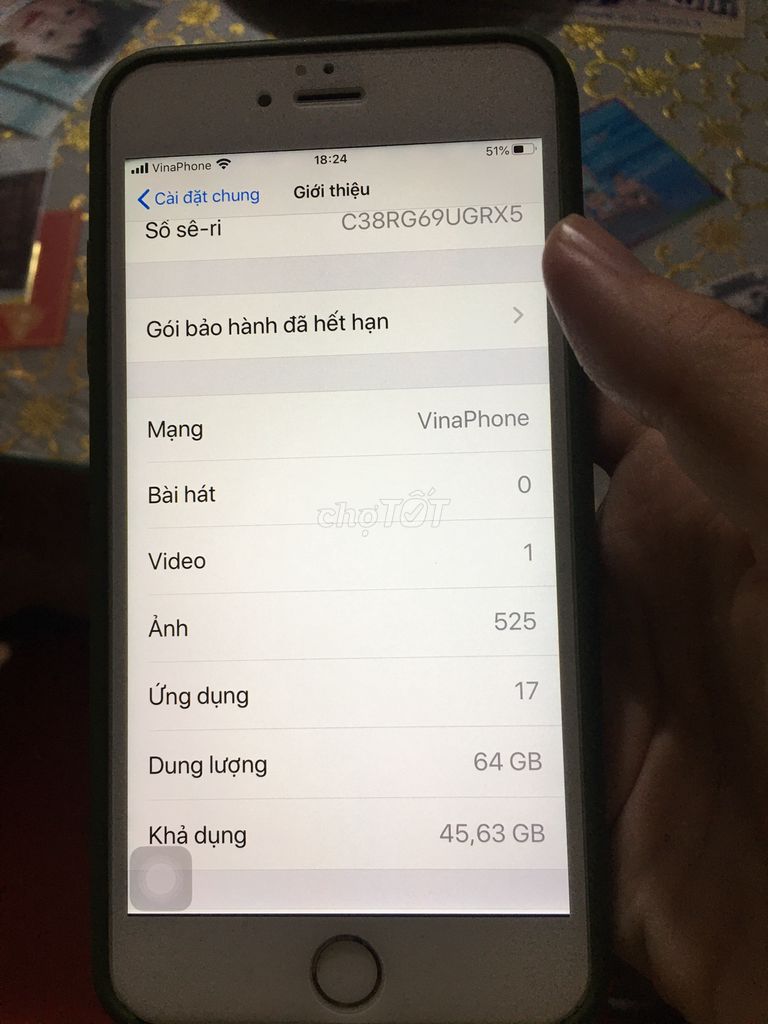 VinaPhone 18:24 51%
Cài đặt chung Giới thiệu
Số sê-ri C38RG69UGRX5
Gói bảo hành đã hết hạn
Mạng VinaPhone
Bài hát 0
chợTỐT
Video 1
Ảnh 525
Ứng dụng 17
Dung lượng 64 GB
Khả dụng 45,63 GB